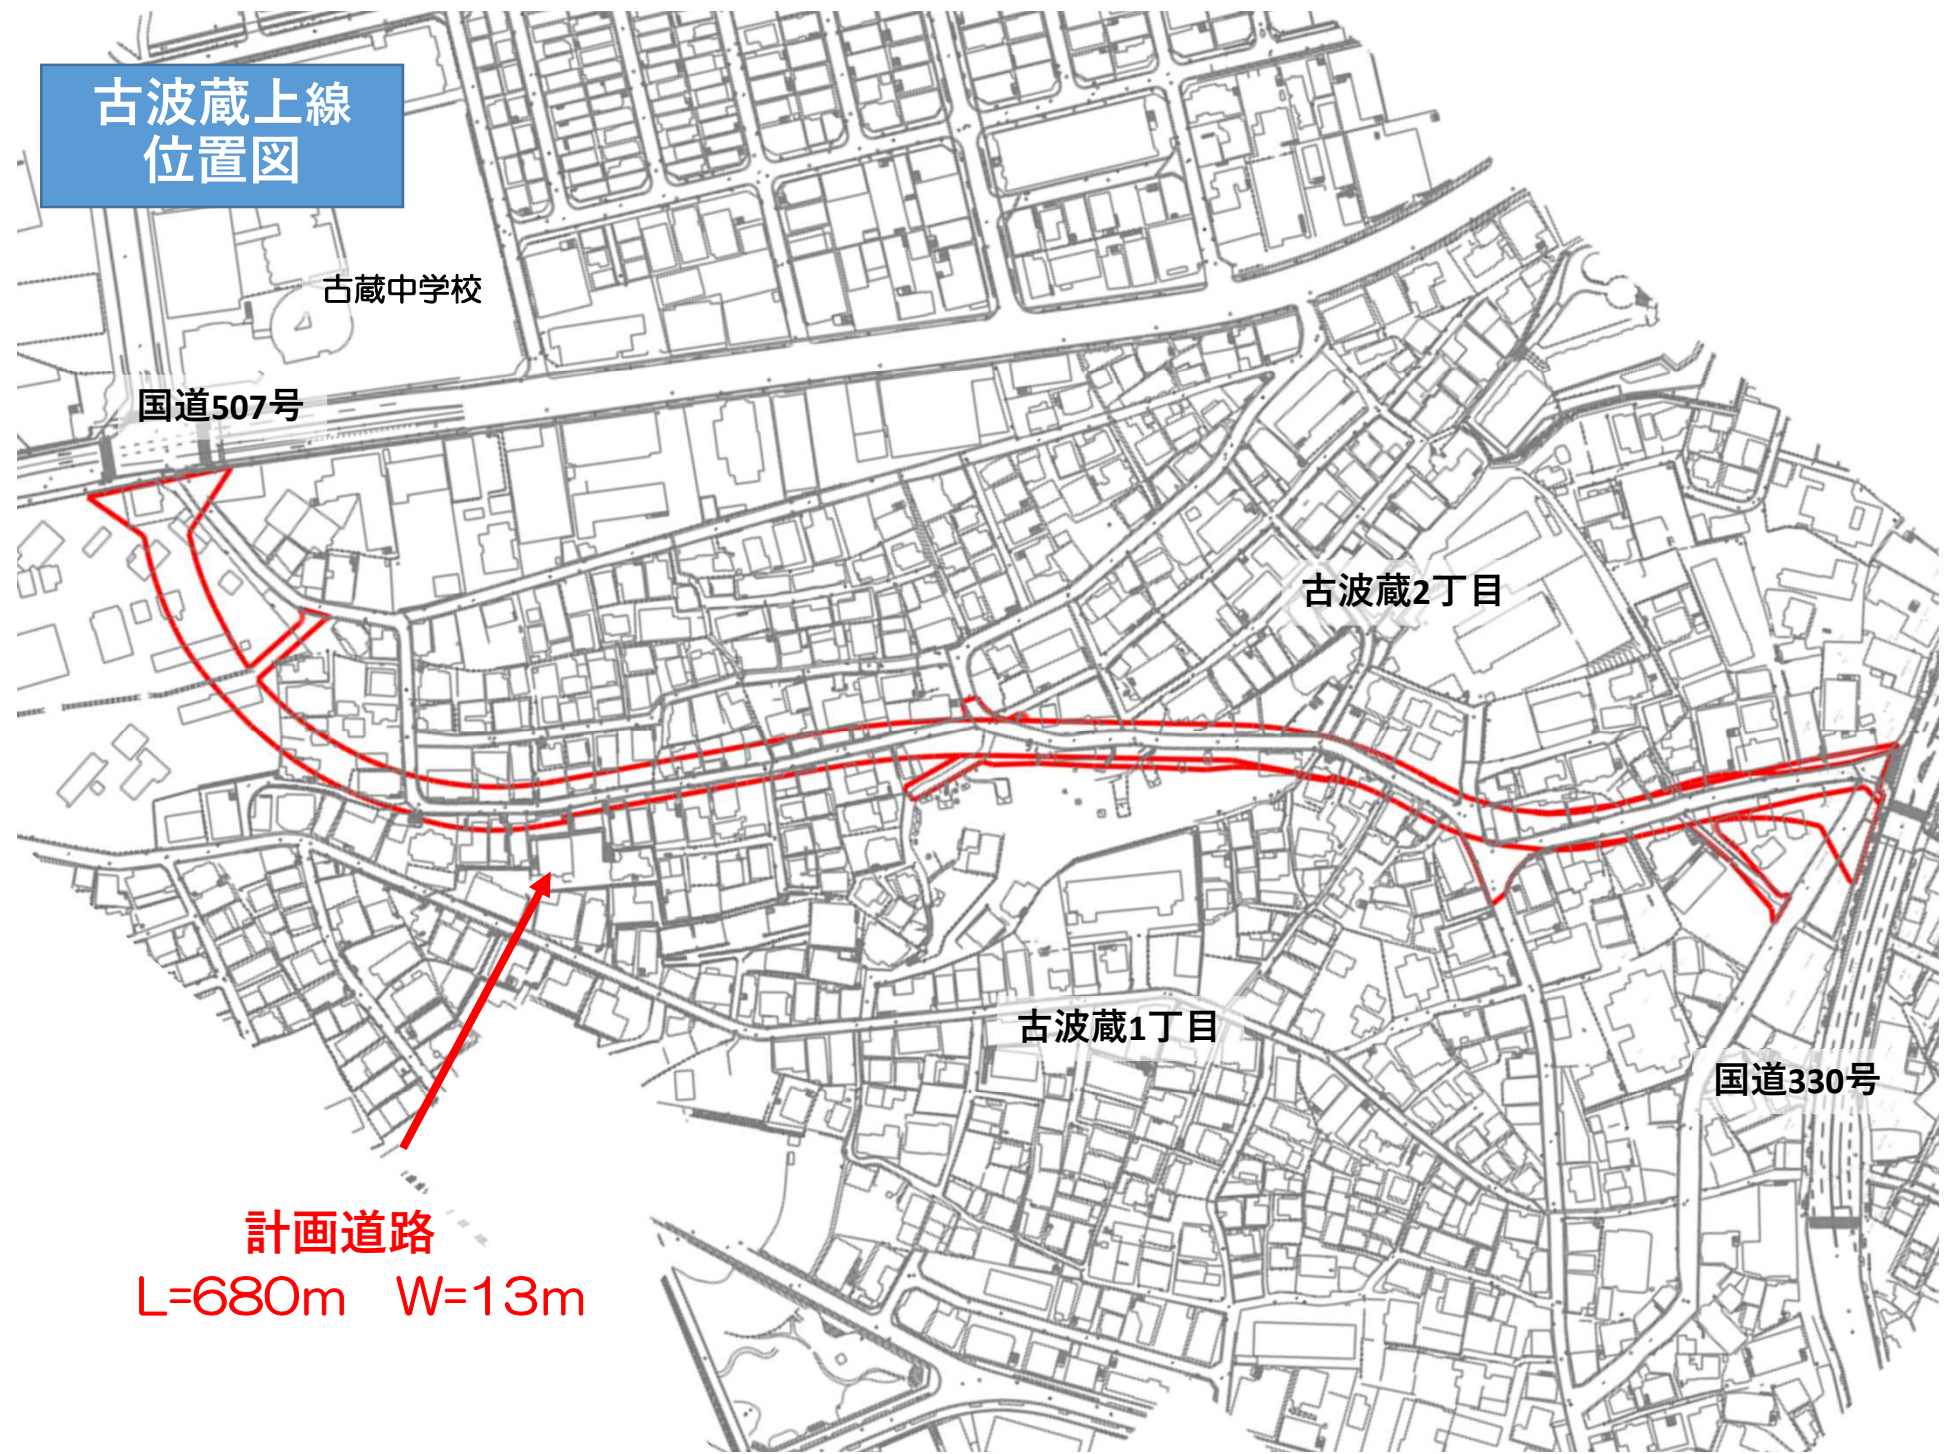 古波蔵上線
位置図
古蔵中学校
国道507号
古波蔵2丁目
古波蔵1丁目
国道330号
計画道路
L=680m　W=13m